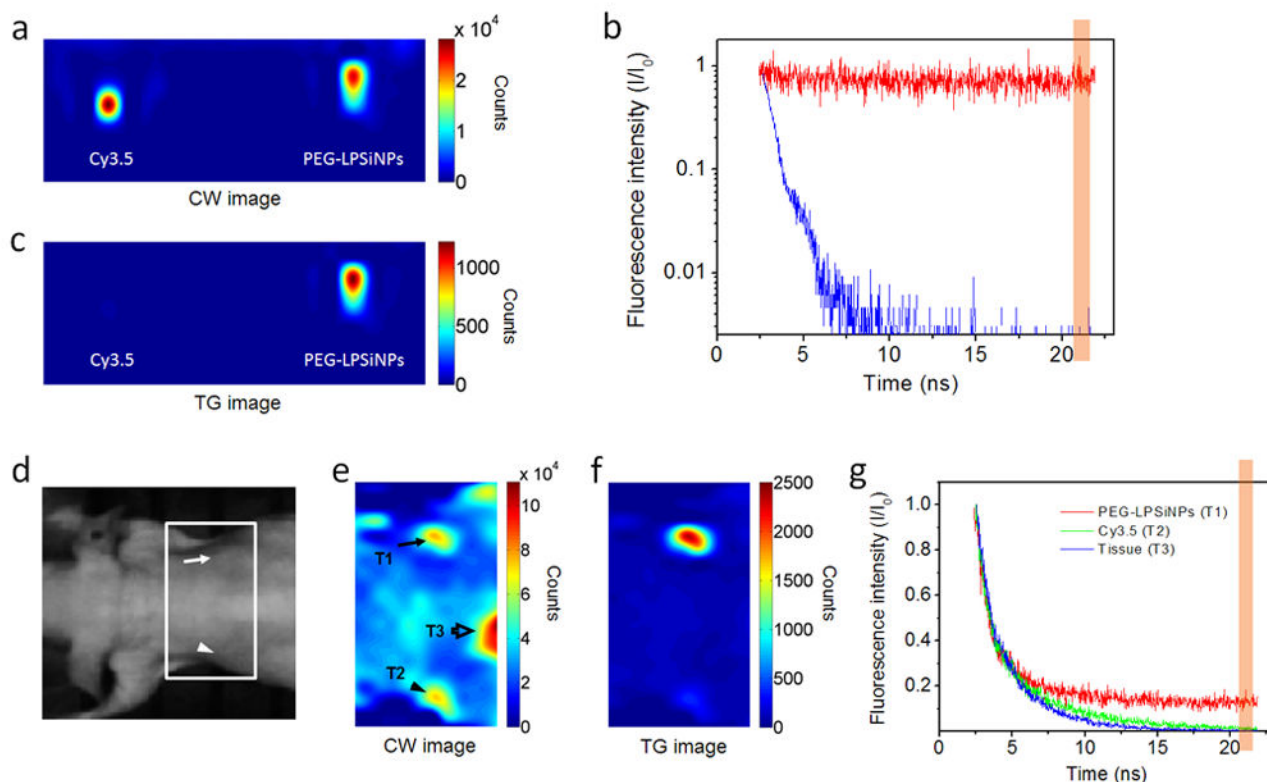 a
x 10⁴
3
2
1
0
Counts
Cy3.5
PEG-LPSiNPs
CW image
b
Fluorescence intensity (I/I₀)
1
0.1
0.01
0
5
10
15
20
Time (ns)
c
1000
500
0
Counts
Cy3.5
PEG-LPSiNPs
TG image
d
e
x 10⁴
10
8
6
4
2
0
Counts
T1
T3
T2
CW image
f
2500
2000
1500
1000
500
0
Counts
TG image
g
Fluorescence intensity (I/I₀)
1.0
0.8
0.6
0.4
0.2
PEG-LPSiNPs (T1)
Cy3.5 (T2)
Tissue (T3)
0
5
10
15
20
Time (ns)